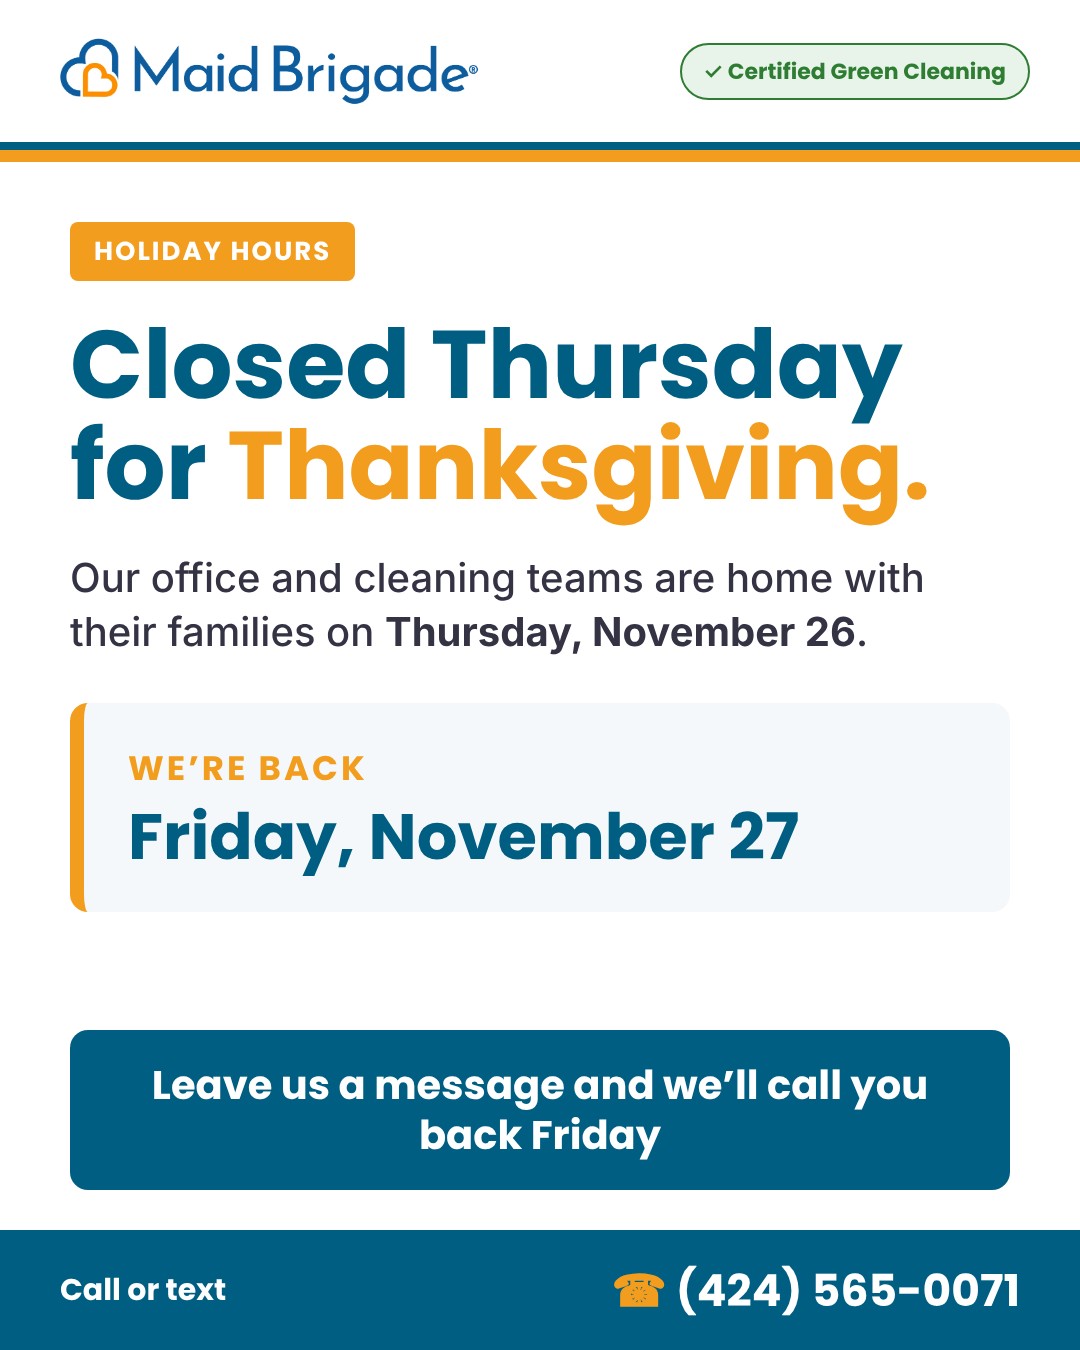 Maid Brigade®
✓ Certified Green Cleaning
HOLIDAY HOURS
Closed Thursday
for Thanksgiving.
Our office and cleaning teams are home with
their families on Thursday, November 26.
WE’RE BACK
Friday, November 27
Leave us a message and we’ll call you
back Friday
Call or text
☎ (424) 565-0071